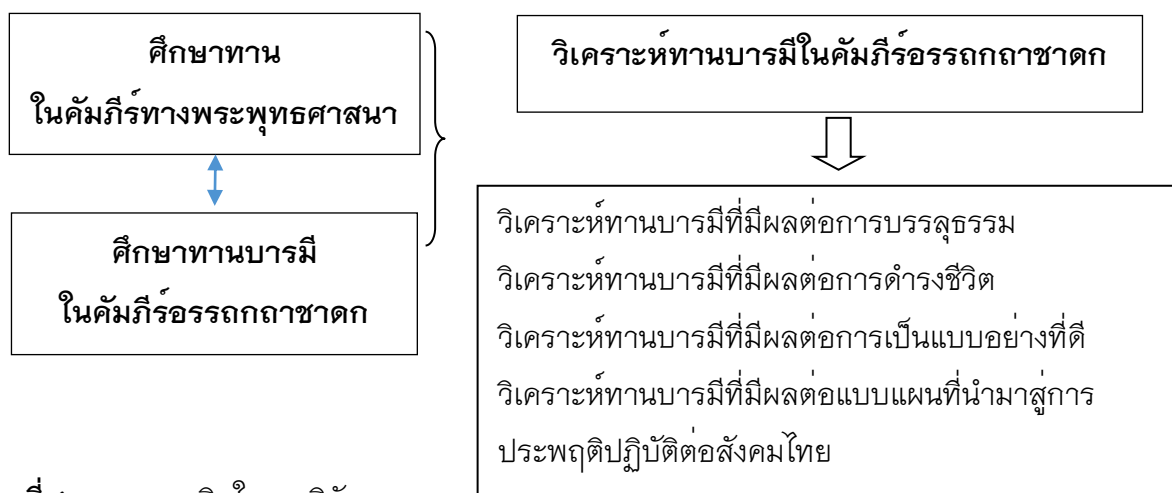 ศึกษาทาน
ในคัมภีร์ทางพระพุทธศาสนา
ศึกษาทานบารมี
ในคัมภีร์อรรถกถาชาดก
วิเคราะห์ทานบารมีในคัมภีร์อรรถกถาชาดก
วิเคราะห์ทานบารมีที่มีผลต่อการบรรลุธรรม
วิเคราะห์ทานบารมีที่มีผลต่อการดำรงชีวิต
วิเคราะห์ทานบารมีที่มีผลต่อการเป็นแบบอย่างที่ดี
วิเคราะห์ทานบารมีที่มีผลต่อแบบแผนที่นำมาสู่การ
ประพฤติปฏิบัติต่อสังคมไทย